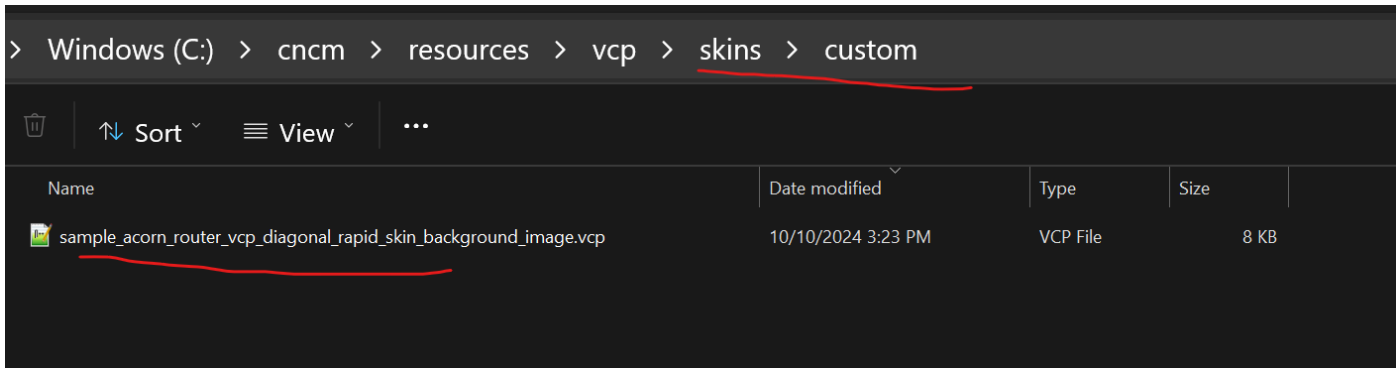 > Windows (C:) > cncm > resources > vcp > skins > custom
Sort View ...
Name Date modified Type Size
sample_acorn_router_vcp_diagonal_rapid_skin_background_image.vcp 10/10/2024 3:23 PM VCP File 8 KB